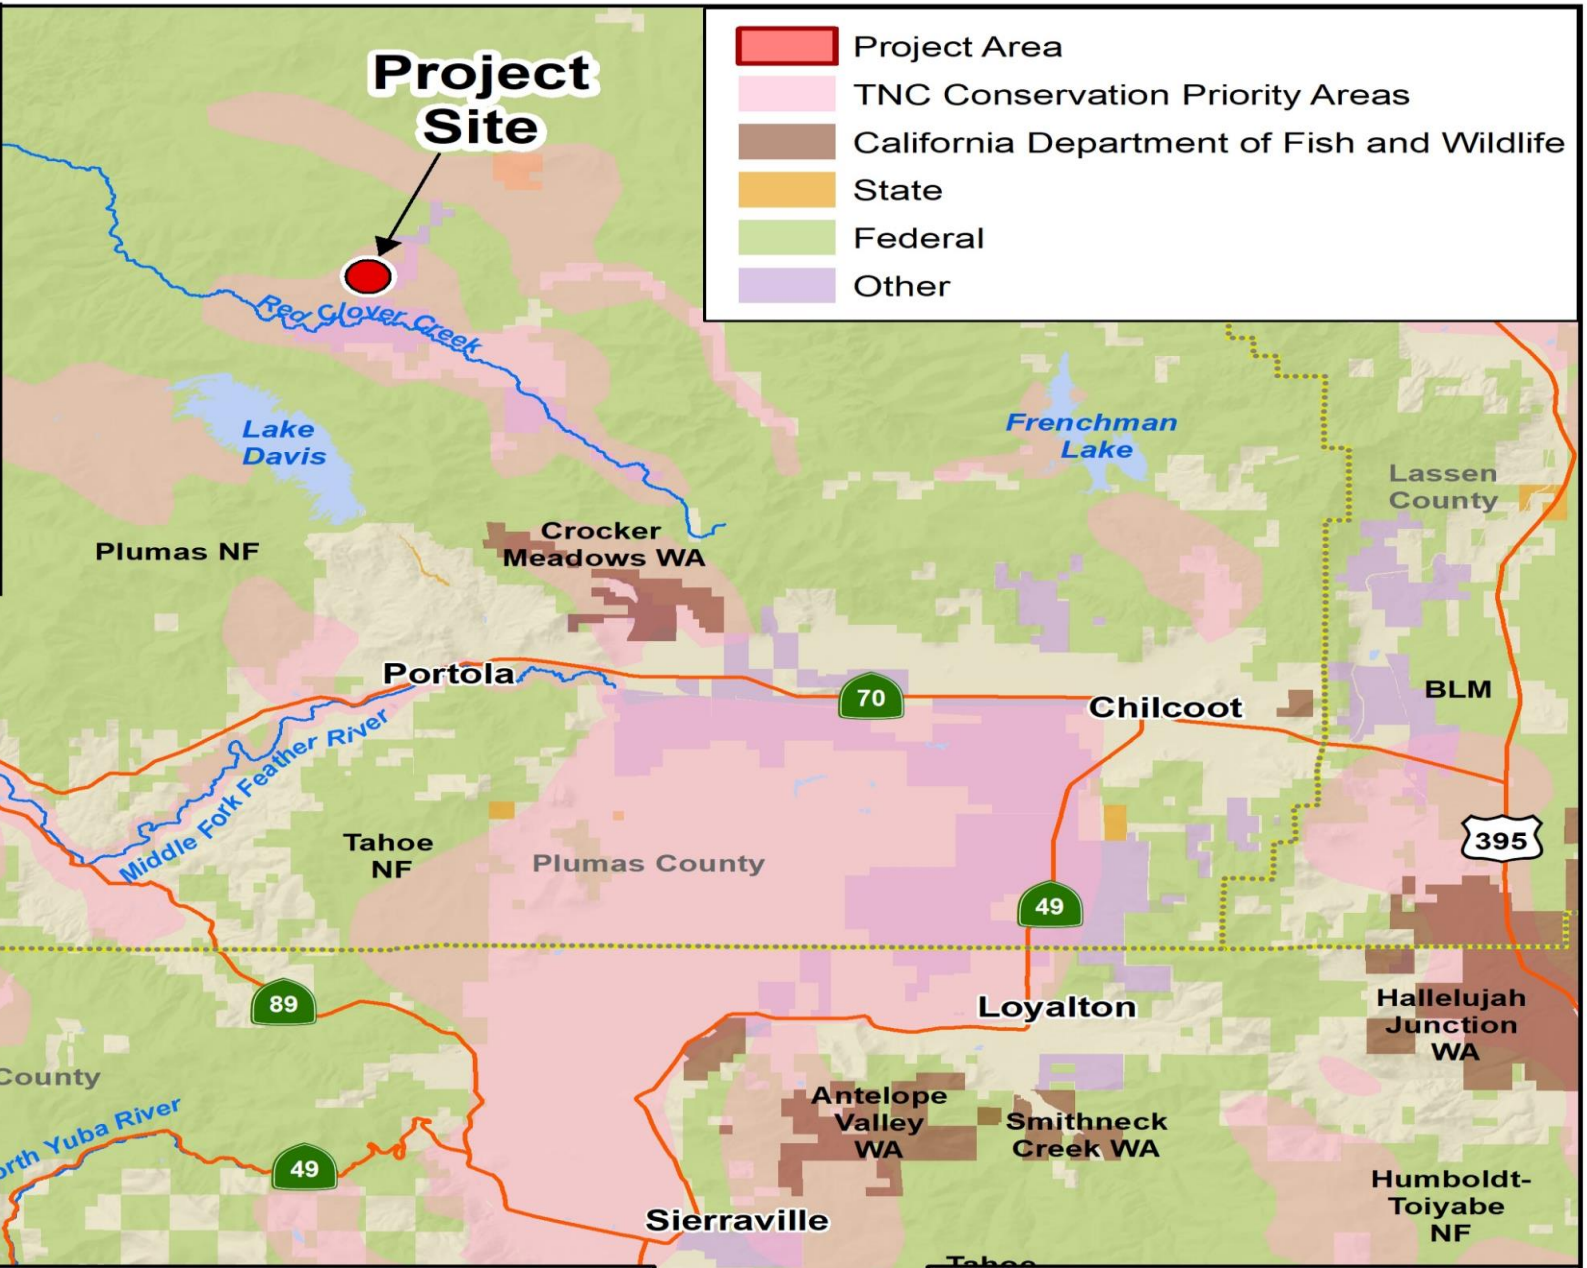 Project
Site
Project Area
TNC Conservation Priority Areas
California Department of Fish and Wildlife
State
Federal
Other
Red Clover Creek
Lake
Davis
Frenchman
Lake
Lassen
County
Crocker
Meadows WA
Plumas NF
Portola
70
Chilcoot
BLM
Middle Fork Feather River
Tahoe
NF
Plumas County
395
49
89
Loyalton
Hallelujah
Junction
WA
County
Antelope
Valley
WA
Smithneck
Creek WA
orth Yuba River
49
Humboldt-
Toiyabe
NF
Sierraville
Tahoe